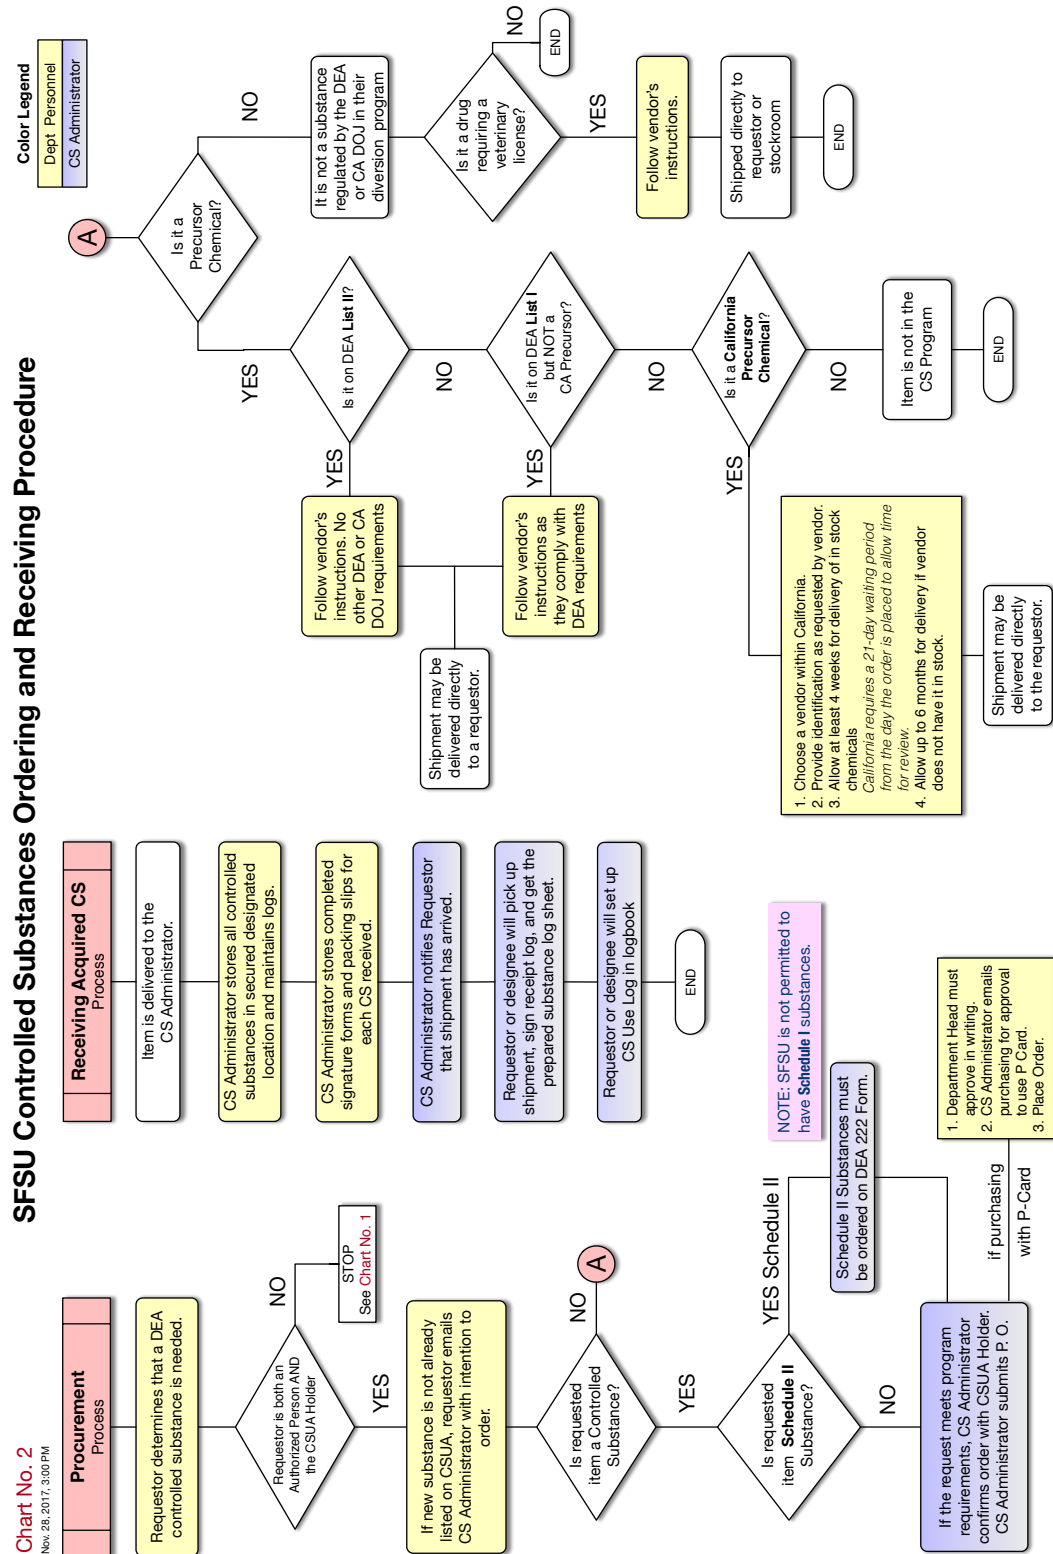 Chart No. 2
Nov. 28, 2017, 3:00 PM
SFSU Controlled Substances Ordering and Receiving Procedure
Color Legend
Dept Personnel
CS Administrator
Procurement
Process
Requestor determines that a DEA
controlled substance is needed.
Requestor is both an
Authorized Person AND
the CSUA Holder
NO
STOP
See Chart No. 1
YES
If new substance is not already
listed on CSUA, requestor emails
CS Administrator with intention to
order.
Is requested
item a Controlled
Substance?
NO
A
YES
Is requested
item Schedule II
Substance?
YES Schedule II
Schedule II Substances must
be ordered on DEA 222 Form.
NOTE: SFSU is not permitted to
have Schedule I substances.
NO
If the request meets program
requirements, CS Administrator
confirms order with CSUA Holder.
CS Administrator submits P. O.
if purchasing
with P-Card
1. Department Head must
approve in writing.
2. CS Administrator emails
purchasing for approval
to use P Card.
3. Place Order.
Receiving Acquired CS
Process
Item is delivered to the
CS Administrator.
CS Administrator stores all controlled
substances in secured designated
location and maintains logs.
CS Administrator stores completed
signature forms and packing slips for
each CS received.
CS Administrator notifies Requestor
that shipment has arrived.
Requestor or designee will pick up
shipment, sign receipt log, and get the
prepared substance log sheet.
Requestor or designee will set up
CS Use Log in logbook
END
A
Is it a
Precursor
Chemical?
YES
NO
Is it on DEA List II?
YES
Follow vendor's
instructions. No
other DEA or CA
DOJ requirements
NO
Shipment may be
delivered directly
to a requestor.
Is it on DEA List I
but NOT a
CA Precursor?
YES
Follow vendor's
instructions as
they comply with
DEA requirements
NO
Is it a California
Precursor
Chemical?
YES
1. Choose a vendor within California.
2. Provide identification as requested by vendor.
3. Allow at least 4 weeks for delivery of in stock
chemicals
California requires a 21-day waiting period
from the day the order is placed to allow time
for review.
4. Allow up to 6 months for delivery if vendor
does not have it in stock.
Shipment may be
delivered directly
to the requestor.
NO
Item is not in the
CS Program
END
It is not a substance
regulated by the DEA
or CA DOJ in their
diversion program
Is it a drug
requiring a
veterinary
license?
NO
END
YES
Follow vendor's
instructions.
Shipped directly to
requestor or
stockroom
END